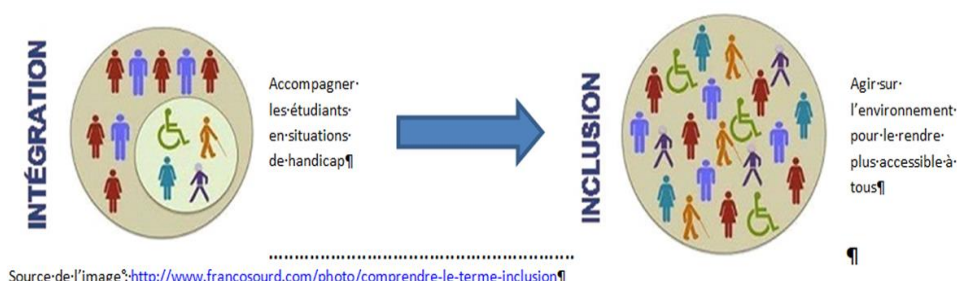 INTÉGRATION
Accompagner·
les·étudiants·
en·situations·
de·handicap¶
INCLUSION
Agir·sur·
l'environnement·
pour·le·rendre·
plus·accessible·à·
tous¶
¶
Source·de·l'image°:·http://www.francosourd.com/photo/comprendre-le-terme-inclusion¶